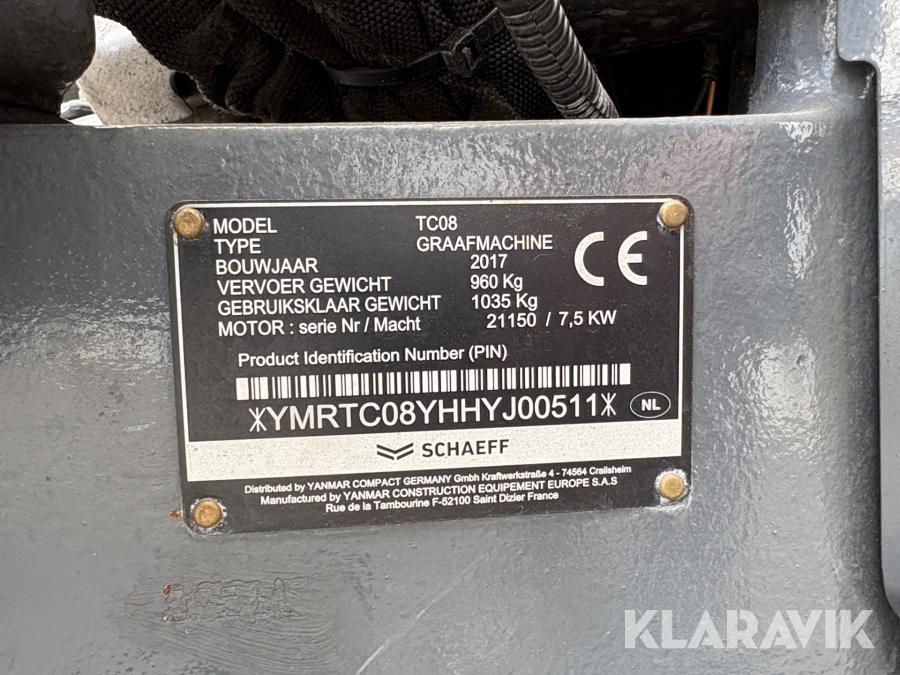 MODEL TC08
TYPE GRAAFMACHINE
BOUWJAAR 2017
VERVOER GEWICHT 960 Kg
GEBRUIKSKLAAR GEWICHT 1035 Kg
MOTOR : serie Nr / Macht 21150 / 7,5 KW
CE
Product Identification Number (PIN)
*YMRTC08YHHYJ00511*
NL
SCHAEFF
Distributed by YANMAR COMPACT GERMANY Gmbh Kraftwerkstraße 4 - 74564 Crailsheim
Manufactured by YANMAR CONSTRUCTION EQUIPEMENT EUROPE S.A.S
Rue de la Tambourine F-52100 Saint Dizier France
KLARAVIK